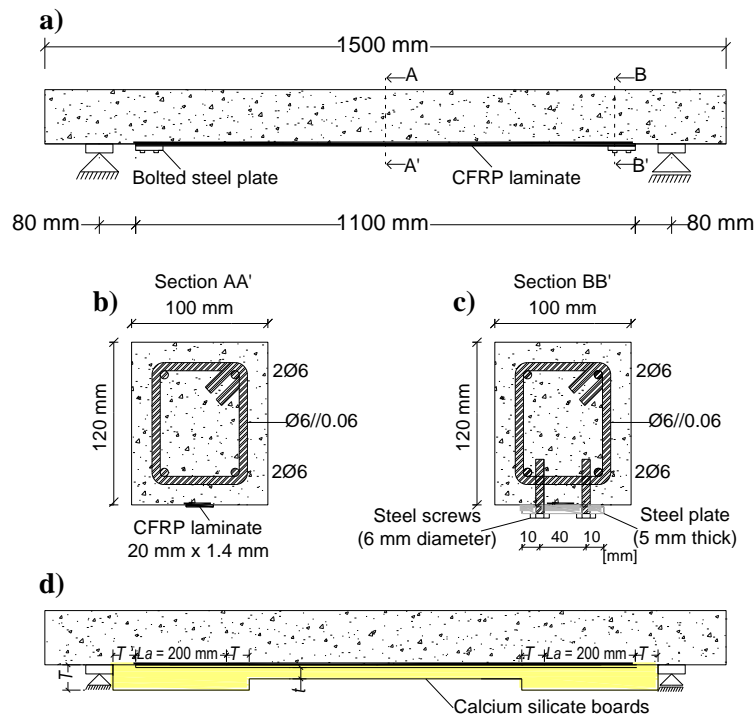 a)
1500 mm
A
B
A'
B'
Bolted steel plate
CFRP laminate
80 mm
1100 mm
80 mm
Section AA'
b)
100 mm
120 mm
2Ø6
Ø6//0.06
2Ø6
CFRP laminate
20 mm x 1.4 mm
Section BB'
c)
100 mm
120 mm
2Ø6
Ø6//0.06
2Ø6
Steel screws
(6 mm diameter)
Steel plate
(5 mm thick)
10 40 10
[mm]
d)
T La = 200 mm T
T La = 200 mm T
T
t
Calcium silicate boards